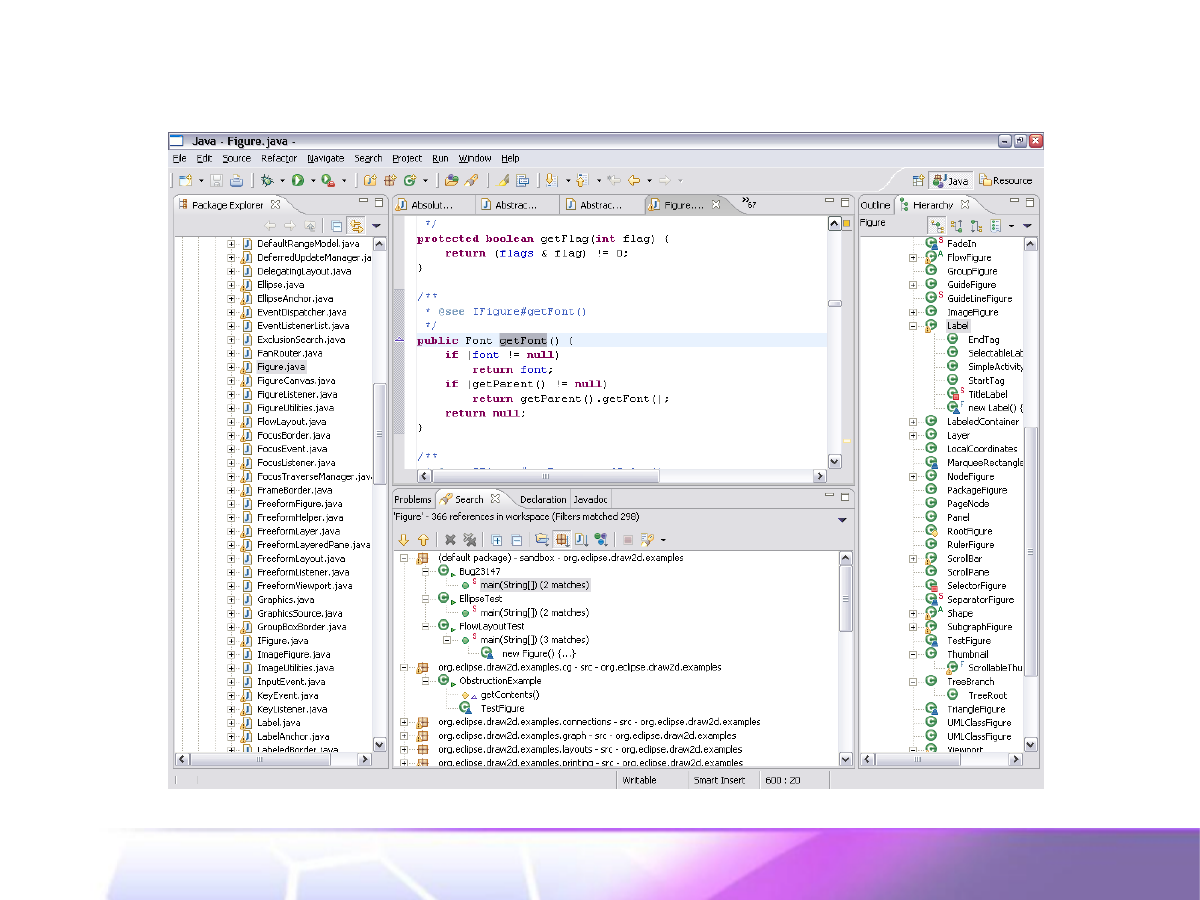 Java - Figure.java -
File Edit Source Refactor Navigate Search Project Run Window Help
Java Resource
Package Explorer
DefaultRangeModel.java
DeferredUpdateManager.ja
DelegatingLayout.java
Ellipse.java
EllipseAnchor.java
EventDispatcher.java
EventListenerList.java
ExclusionSearch.java
FanRouter.java
Figure.java
FigureCanvas.java
FigureListener.java
FigureUtilities.java
FlowLayout.java
FocusBorder.java
FocusEvent.java
FocusListener.java
FocusTraverseManager.java
FrameBorder.java
FreeformFigure.java
FreeformHelper.java
FreeformLayer.java
FreeformLayeredPane.java
FreeformLayout.java
FreeformListener.java
FreeformViewport.java
Graphics.java
GraphicsSource.java
GroupBoxBorder.java
IFigure.java
ImageFigure.java
ImageUtilities.java
InputEvent.java
KeyEvent.java
KeyListener.java
Label.java
LabelAnchor.java
LabeledBorder.java
Absolut... Abstrac... Abstrac... Figure.... »67
*/
protected boolean getFlag(int flag) {
return (flags & flag) != 0;
}
/**
* @see IFigure#getFont()
*/
public Font getFont() {
if (font != null)
return font;
if (getParent() != null)
return getParent().getFont();
return null;
}
/**
Problems Search Declaration Javadoc
'Figure' - 366 references in workspace (Filters matched 298)
(default package) - sandbox - org.eclipse.draw2d.examples
Bug23147
main(String[]) (2 matches)
EllipseTest
main(String[]) (2 matches)
FlowLayoutTest
main(String[]) (3 matches)
new Figure() {...}
org.eclipse.draw2d.examples.cg - src - org.eclipse.draw2d.examples
ObstructionExample
getContents()
TestFigure
org.eclipse.draw2d.examples.connections - src - org.eclipse.draw2d.examples
org.eclipse.draw2d.examples.graph - src - org.eclipse.draw2d.examples
org.eclipse.draw2d.examples.layouts - src - org.eclipse.draw2d.examples
org.eclipse.draw2d.examples.printing - src - org.eclipse.draw2d.examples
Outline Hierarchy
Figure
FadeIn
FlowFigure
GroupFigure
GuideFigure
GuideLineFigure
ImageFigure
Label
EndTag
SelectableLab
SimpleActivity
StartTag
TitleLabel
new Label() {
LabeledContainer
Layer
LocalCoordinates
MarqueeRectangle
NodeFigure
PackageFigure
PageNode
Panel
RootFigure
RulerFigure
ScrollBar
ScrollPane
SelectorFigure
SeparatorFigure
Shape
SubgraphFigure
TestFigure
Thumbnail
ScrollableThu
TreeBranch
TreeRoot
TriangleFigure
UMLClassFigure
UMLClassFigure
Viewport
Writable Smart Insert 600 : 20